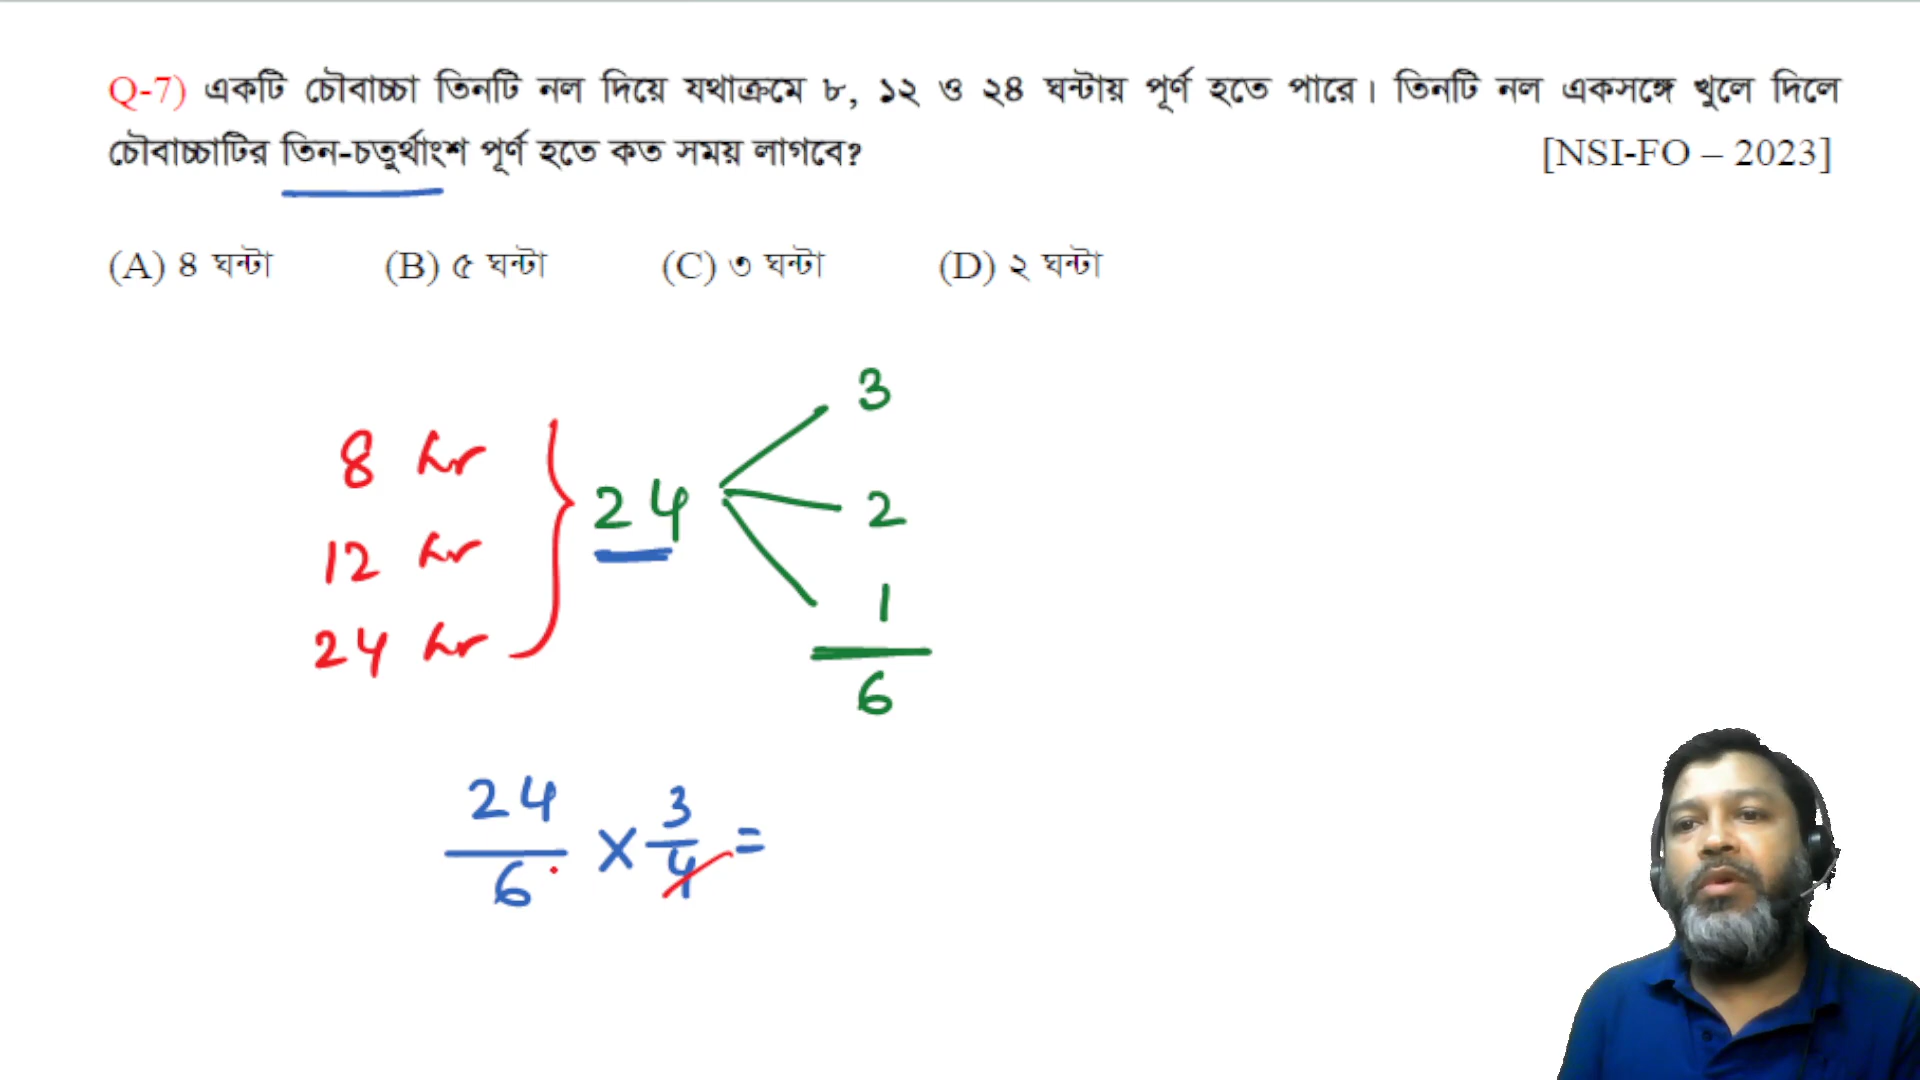 Q-7) একটি চৌবাচ্চা তিনটি নল দিয়ে যথাক্রমে ৮, ১২ ও ২৪ ঘন্টায় পূর্ণ হতে পারে। তিনটি নল একসঙ্গে খুলে দিলে
চৌবাচ্চাটির তিন-চতুর্থাংশ পূর্ণ হতে কত সময় লাগবে? [NSI-FO – 2023]
(A) ৪ ঘন্টা (B) ৫ ঘন্টা (C) ৩ ঘন্টা (D) ২ ঘন্টা
3
8 hr
24
2
12 hr
1
24 hr
6
24/6 × 3/4 =